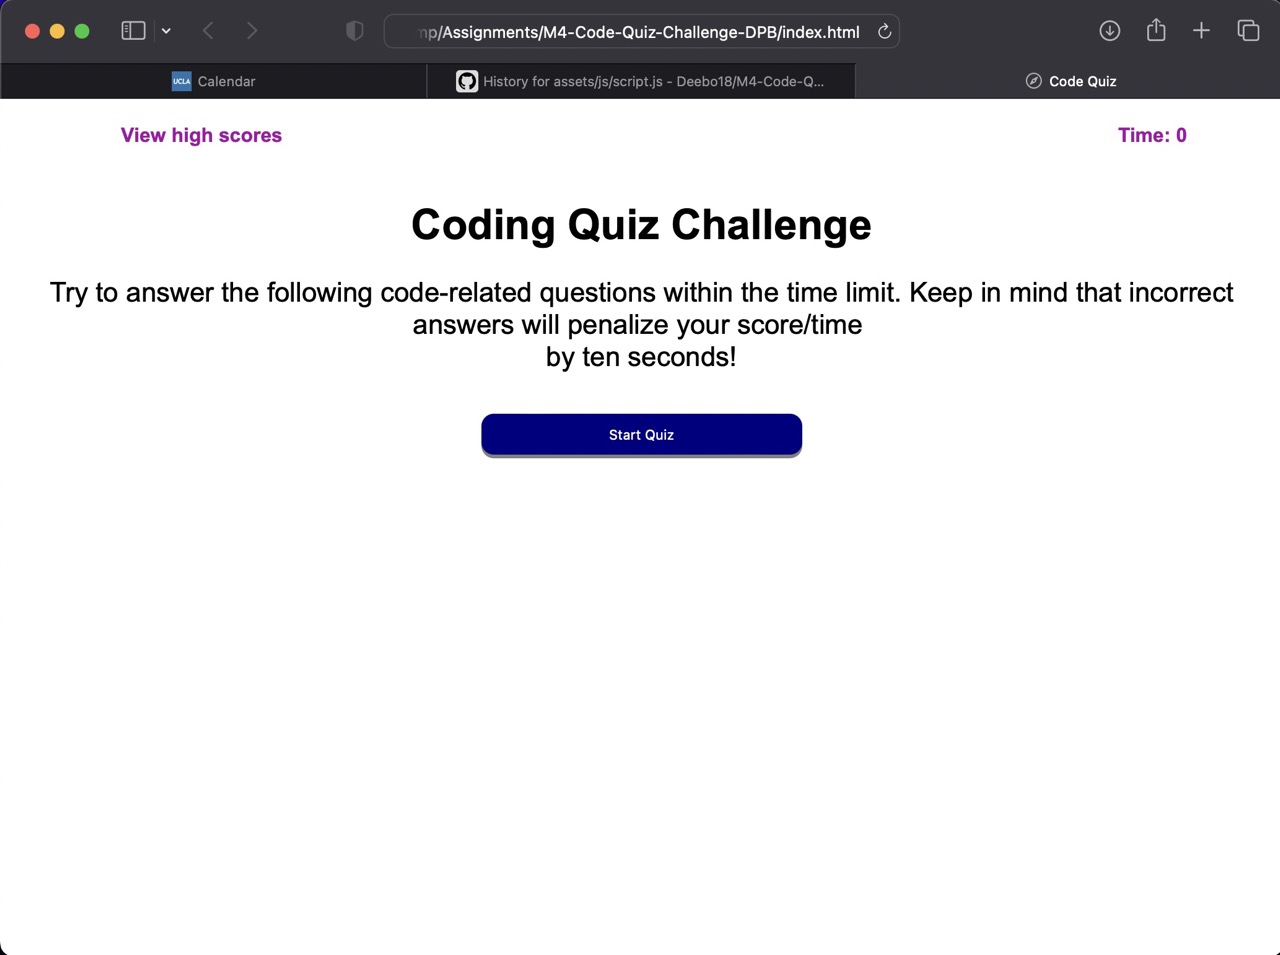 /Assignments/M4-Code-Quiz-Challenge-DPB/index.html
UCLA Calendar
History for assets/js/script.js - Deebo18/M4-Code-Q...
Code Quiz
View high scores
Time: 0
Coding Quiz Challenge
Try to answer the following code-related questions within the time limit. Keep in mind that incorrect
answers will penalize your score/time
by ten seconds!
Start Quiz